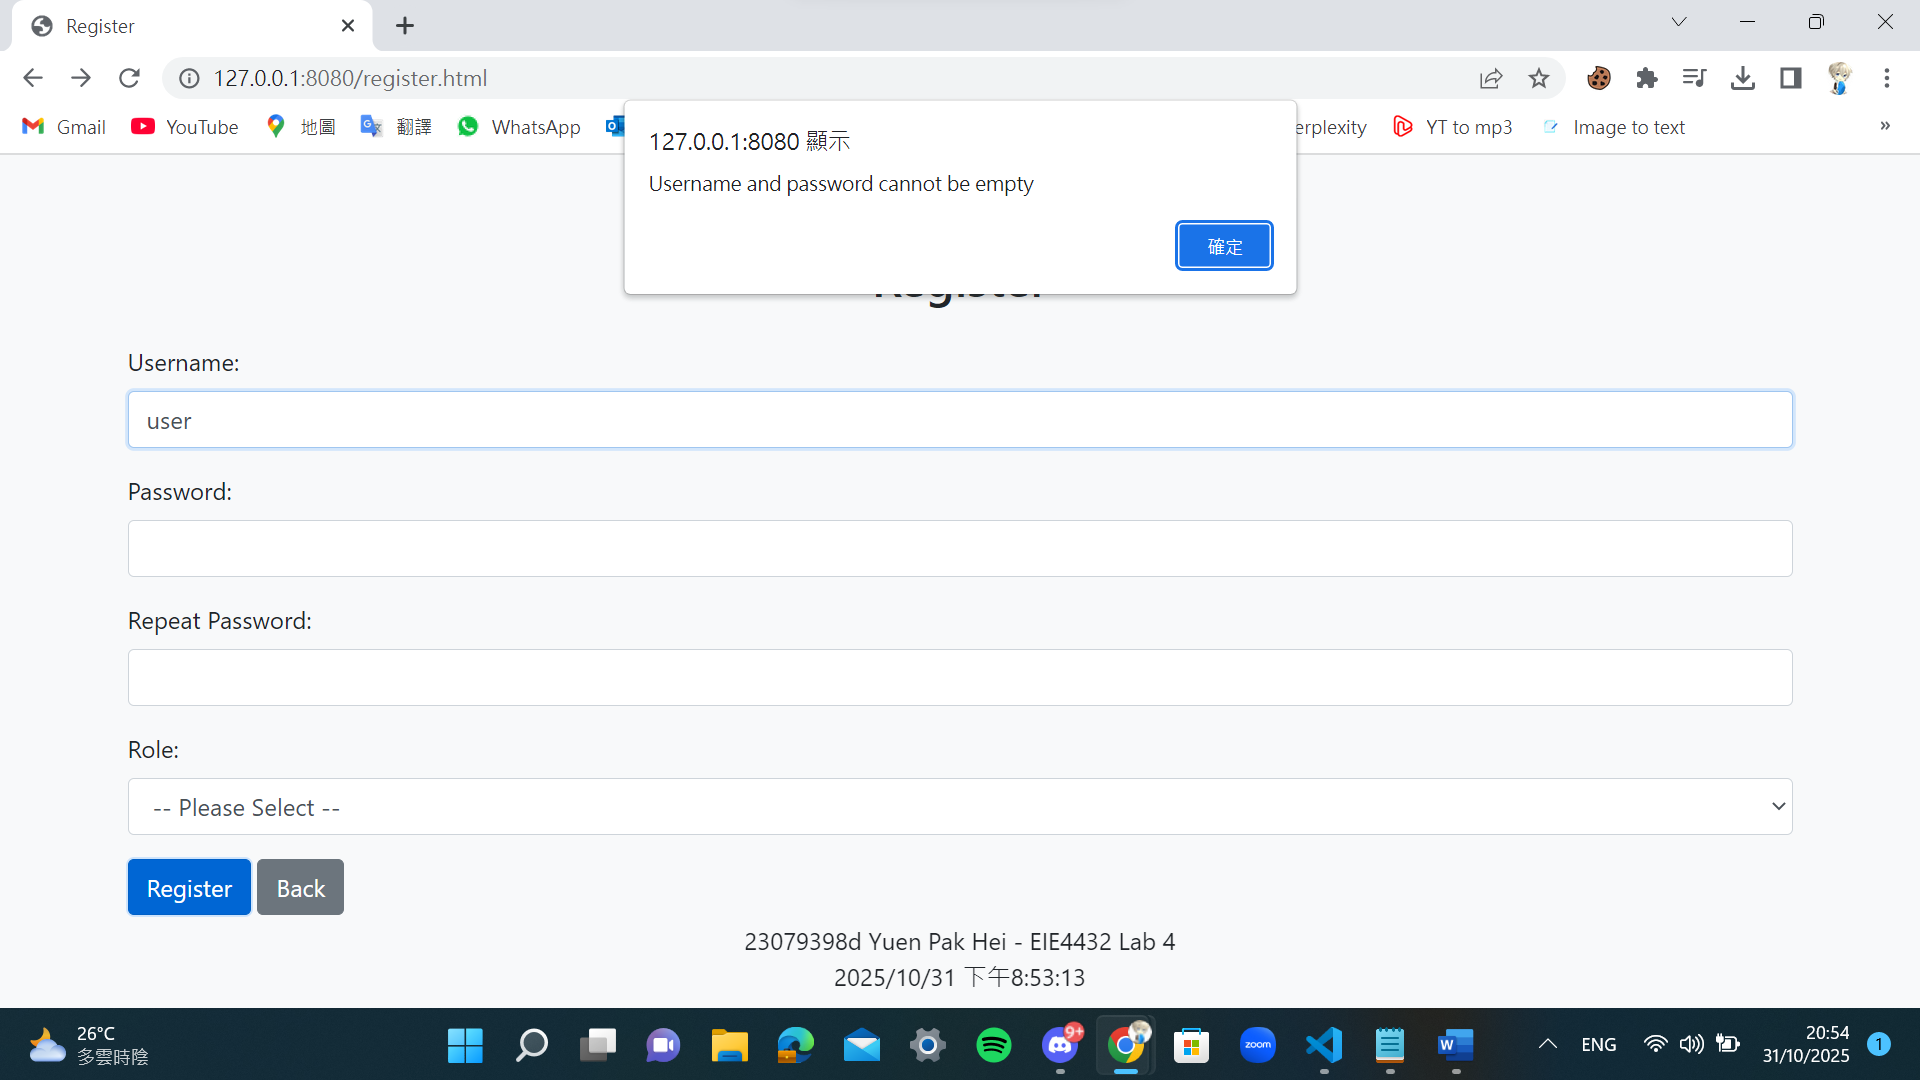 Register
127.0.0.1:8080/register.html
Gmail
YouTube
地圖
翻譯
WhatsApp
erplexity
YT to mp3
Image to text
»
127.0.0.1:8080 顯示
Username and password cannot be empty
確定
Username:
user
Password:
Repeat Password:
Role:
-- Please Select --
Register
Back
23079398d Yuen Pak Hei - EIE4432 Lab 4
2025/10/31 下午8:53:13
26°C
多雲時陰
9+
zoom
W
ENG
20:54
31/10/2025
1